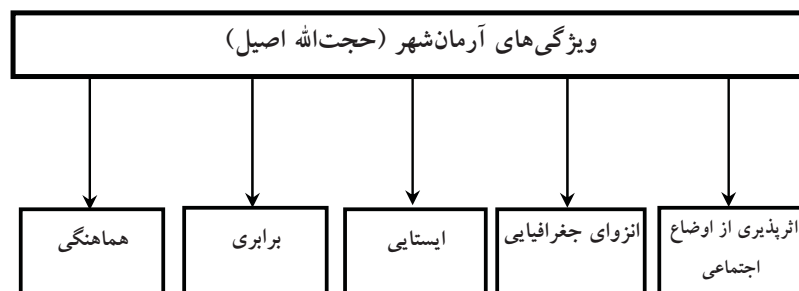 ویژگی‌های آرمان‌شهر (حجت‌الله اصیل)
اثرپذیری از اوضاع
اجتماعی
انزوای جغرافیایی
ایستایی
برابری
هماهنگی